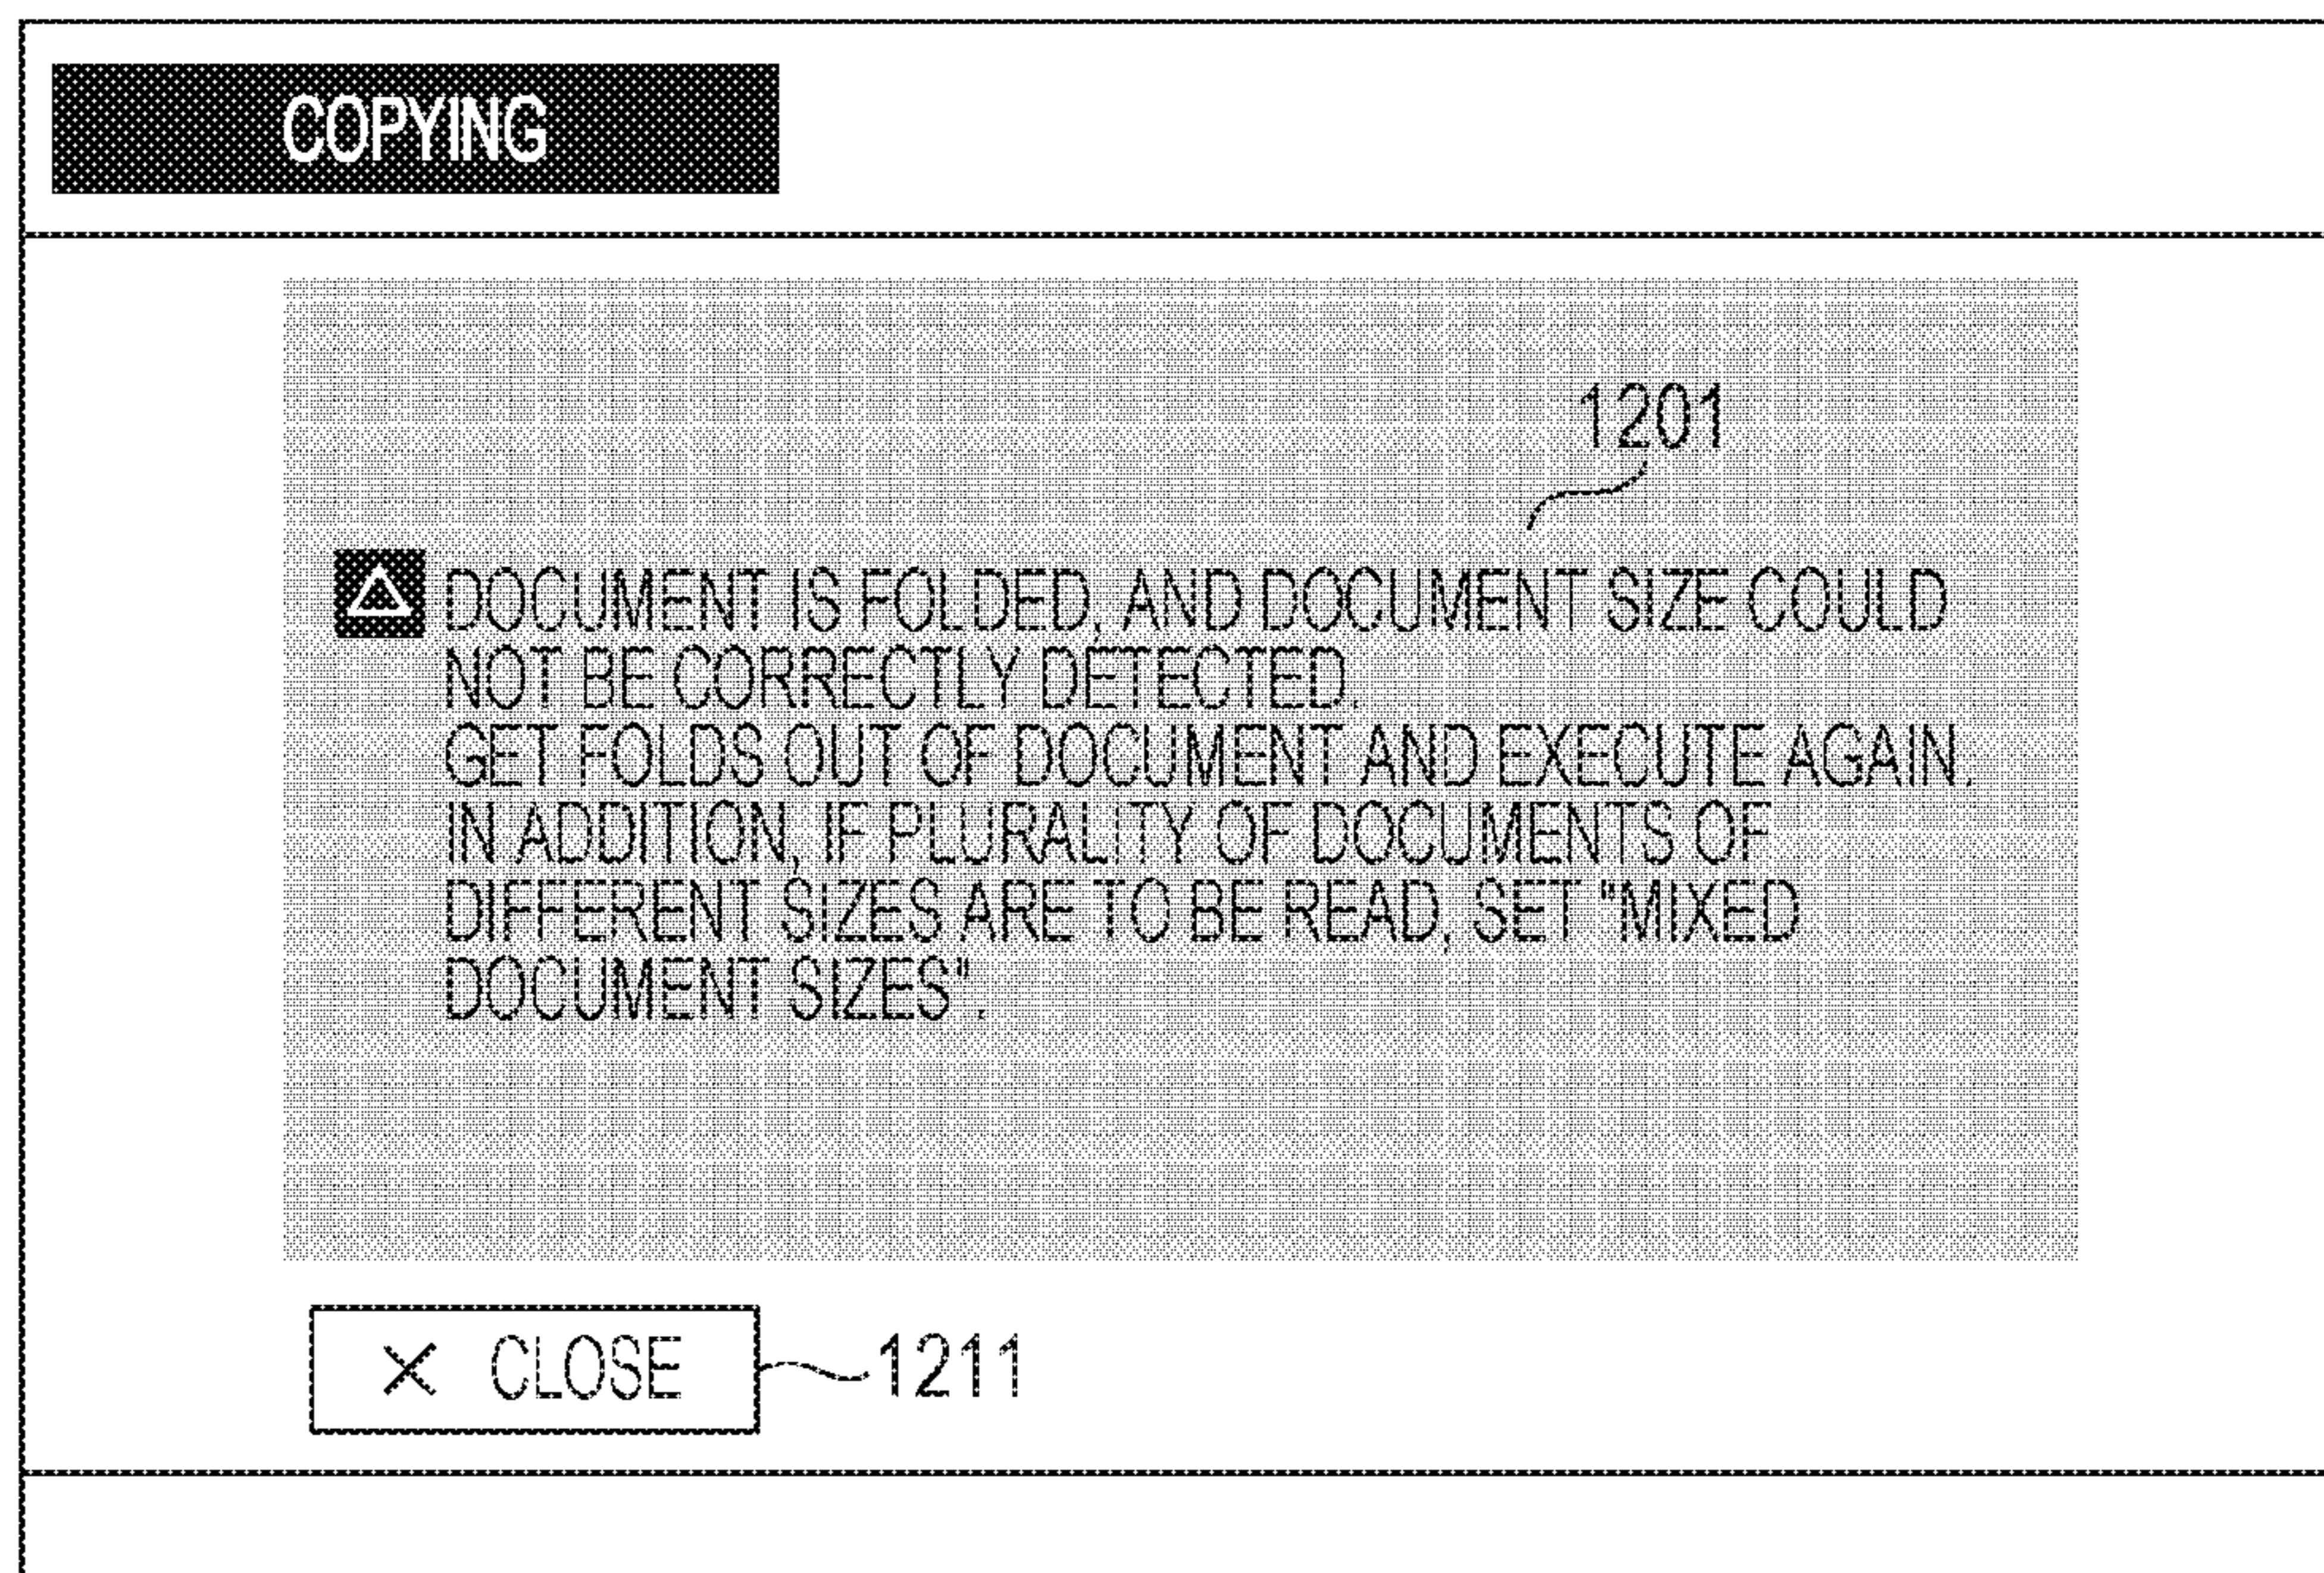 COPYING
1201
DOCUMENT IS FOLDED, AND DOCUMENT SIZE COULD
NOT BE CORRECTLY DETECTED.
GET FOLDS OUT OF DOCUMENT AND EXECUTE AGAIN.
IN ADDITION, IF PLURALITY OF DOCUMENTS OF
DIFFERENT SIZES ARE TO BE READ, SET "MIXED
DOCUMENT SIZES".
× CLOSE 1211